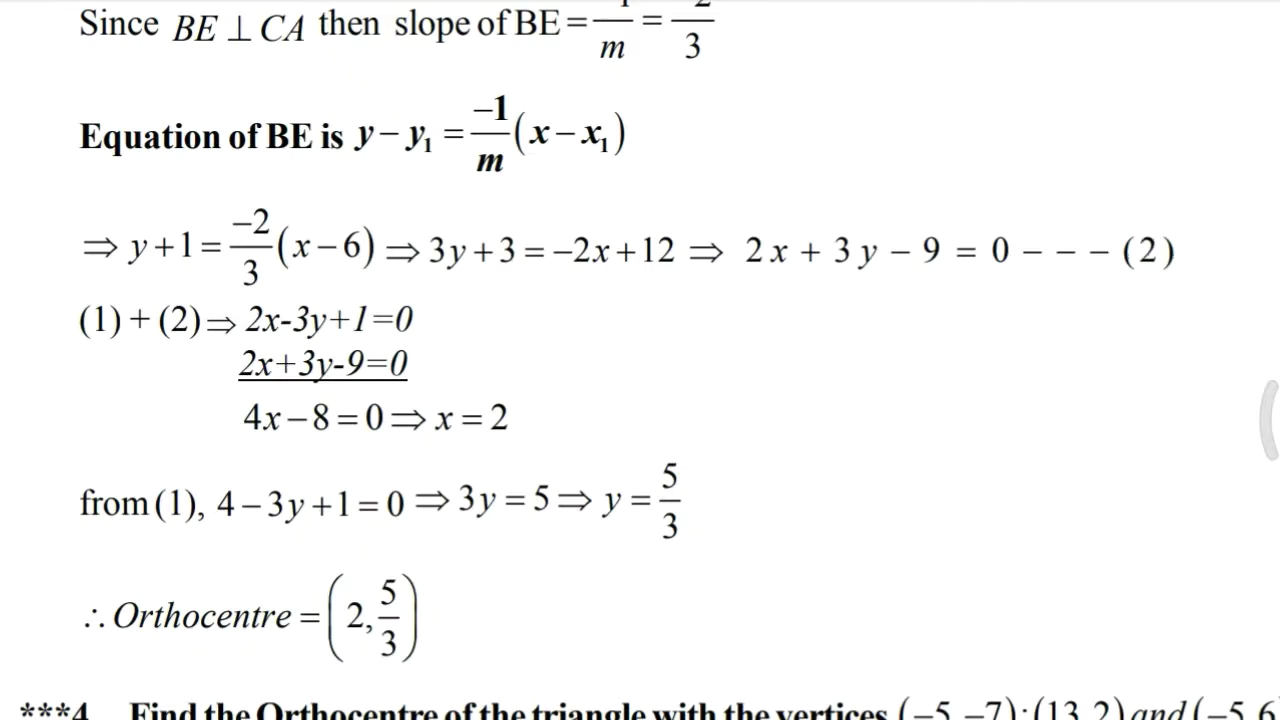 Since BE ⊥ CA then slope of BE = -1/m = -2/3
Equation of BE is y − y₁ = −1/m (x − x₁)
⇒ y + 1 = −2/3 (x − 6) ⇒ 3y + 3 = −2x + 12 ⇒ 2x + 3y − 9 = 0 − − − (2)
(1) + (2) ⇒ 2x-3y+1=0
2x+3y-9=0
4x − 8 = 0 ⇒ x = 2
from (1), 4 − 3y + 1 = 0 ⇒ 3y = 5 ⇒ y = 5/3
∴ Orthocentre = (2, 5/3)
***4. Find the Orthocentre of the triangle with the vertices (−5, −7); (13, 2) and (−5, 6